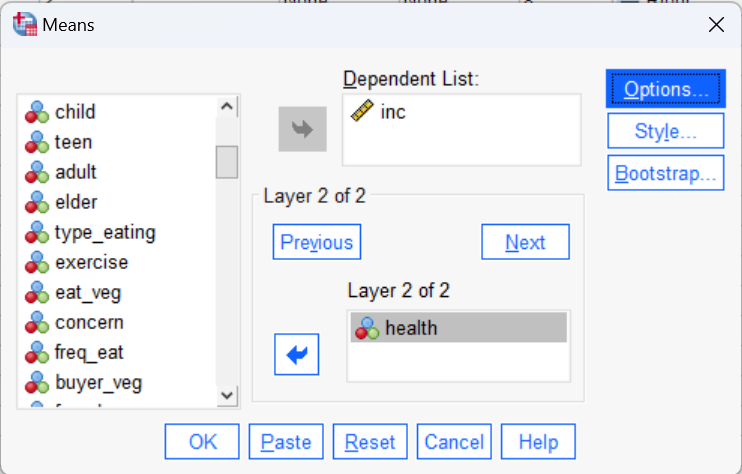 Means
Dependent List:
inc
Options...
Style...
Bootstrap...
child
teen
adult
elder
type_eating
exercise
eat_veg
concern
freq_eat
buyer_veg
Layer 2 of 2
Previous
Next
Layer 2 of 2
health
OK
Paste
Reset
Cancel
Help